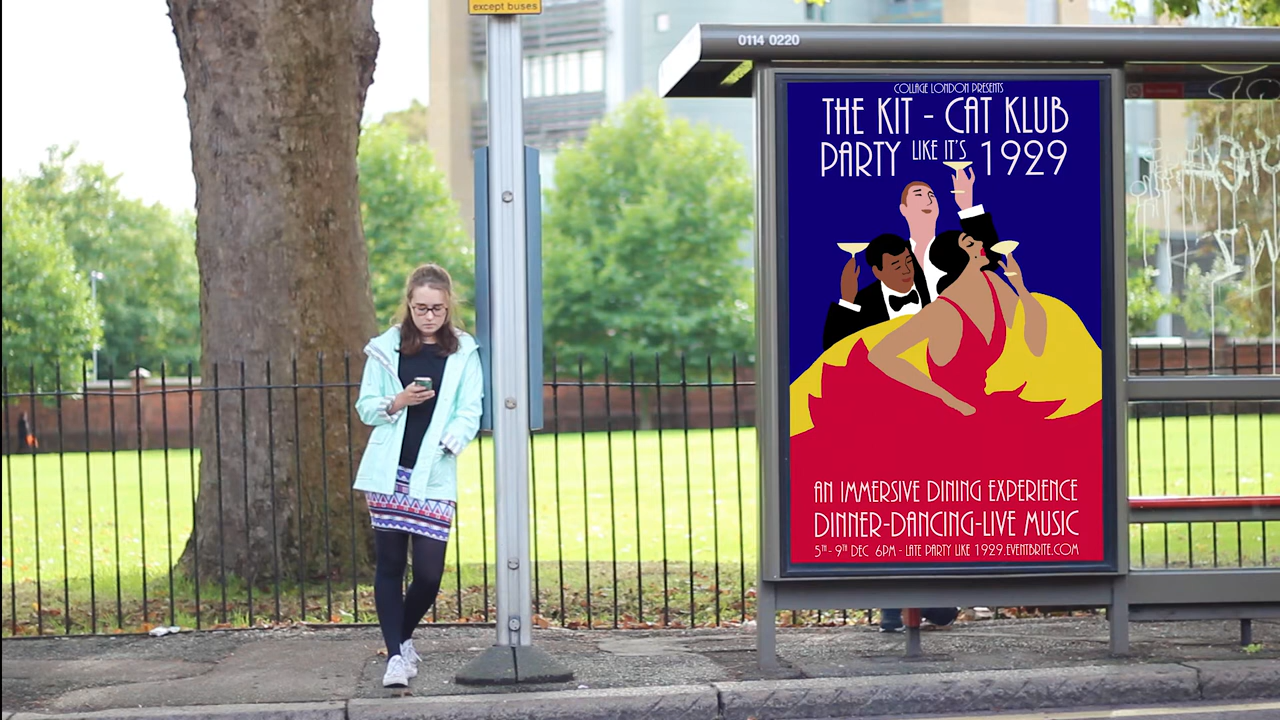 except buses
0114 0220
COLLAGE LONDON PRESENTS
THE KIT - CAT KLUB
PARTY LIKE IT'S 1929
AN IMMERSIVE DINING EXPERIENCE
DINNER-DANCING-LIVE MUSIC
5TH - 9TH DEC 6PM - LATE PARTY LIKE 1929.EVENTBRITE.COM